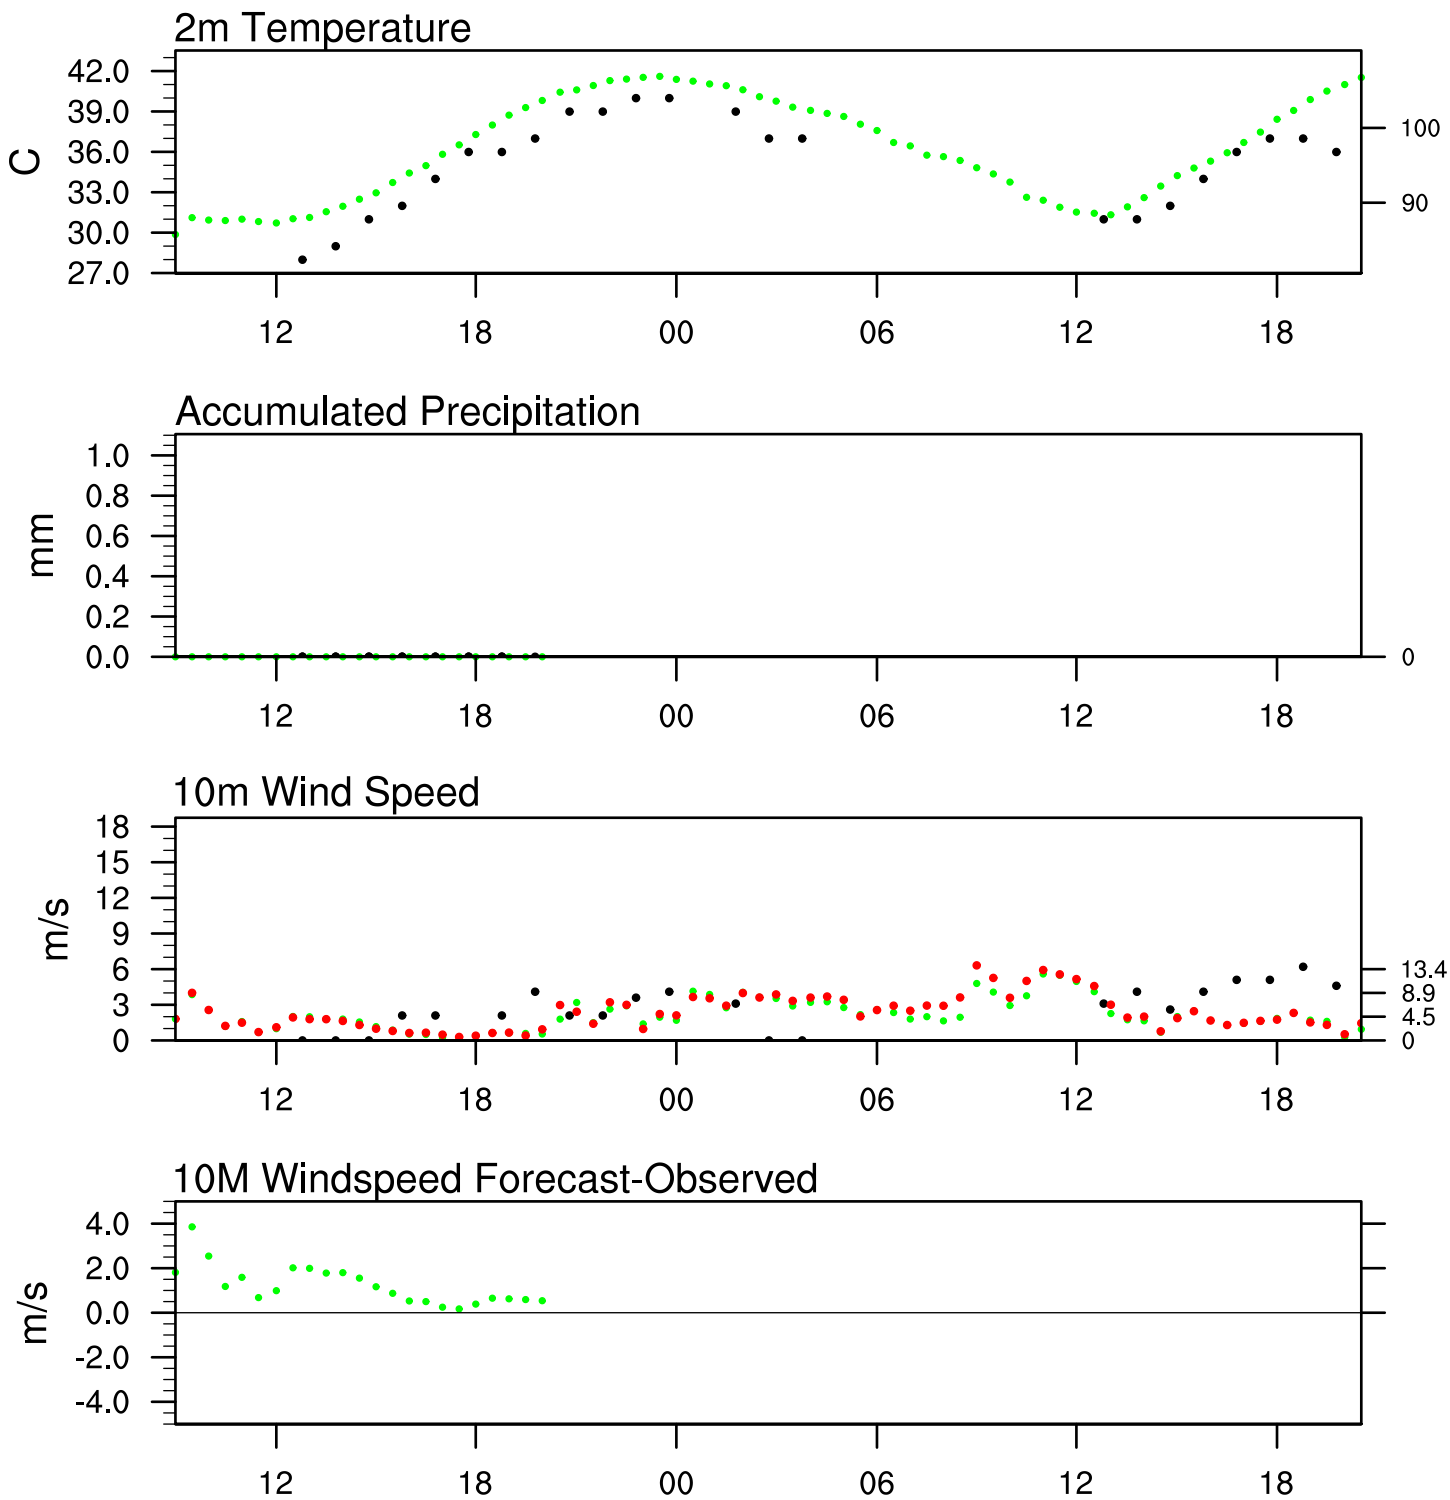 2m Temperature
42.0
39.0
36.0
33.0
30.0
27.0
C
100
90
12 18 00 06 12 18
Accumulated Precipitation
1.0
0.8
0.6
0.4
0.2
0.0
mm
0
12 18 00 06 12 18
10m Wind Speed
18
15
12
9
6
3
0
m/s
13.4
8.9
4.5
0
12 18 00 06 12 18
10M Windspeed Forecast-Observed
4.0
2.0
0.0
-2.0
-4.0
m/s
12 18 00 06 12 18